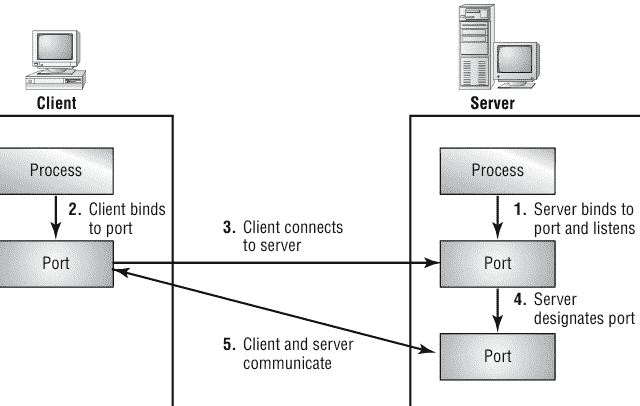 Client
Server
Process
Process
2. Client binds
to port
3. Client connects
to server
1. Server binds to
port and listens
Port
Port
4. Server
designates port
5. Client and server
communicate
Port